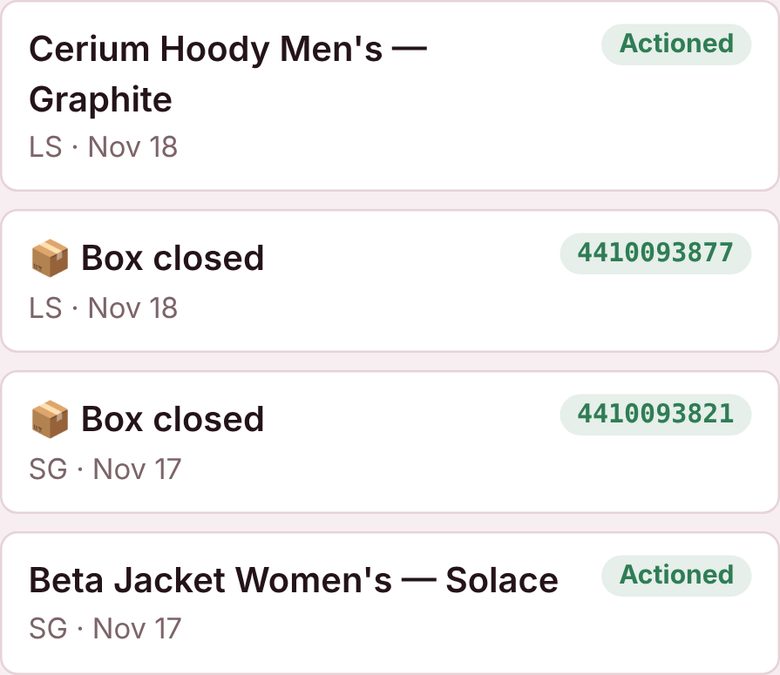 Cerium Hoody Men's —
Graphite
Actioned
LS · Nov 18
📦 Box closed
4410093877
LS · Nov 18
📦 Box closed
4410093821
SG · Nov 17
Beta Jacket Women's — Solace
Actioned
SG · Nov 17